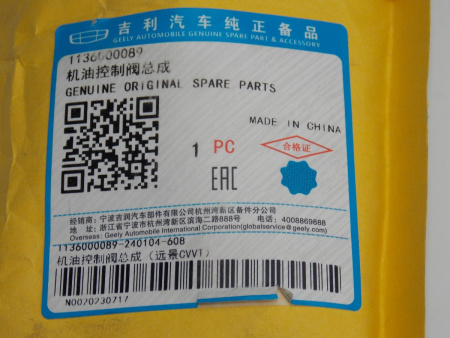 吉利汽车纯正备品
GEELY AUTOMOBILE GENUINE SPARE PART & ACCESSORY
1136000089
机油控制阀总成
GENUINE ORIGINAL SPARE PARTS
MADE IN CHINA
1 PC
合格证
EAC
经销商：宁波吉润汽车部件有限公司杭州湾新区备件分公司
地 址：浙江省宁波市杭州湾新区滨海二路888号 电话：4008869888
Overseas: Geely Automobile International Corporation(globalservice@geely.com)
1136000089-240104-608
机油控制阀总成（远景CVVT）
N0020230717